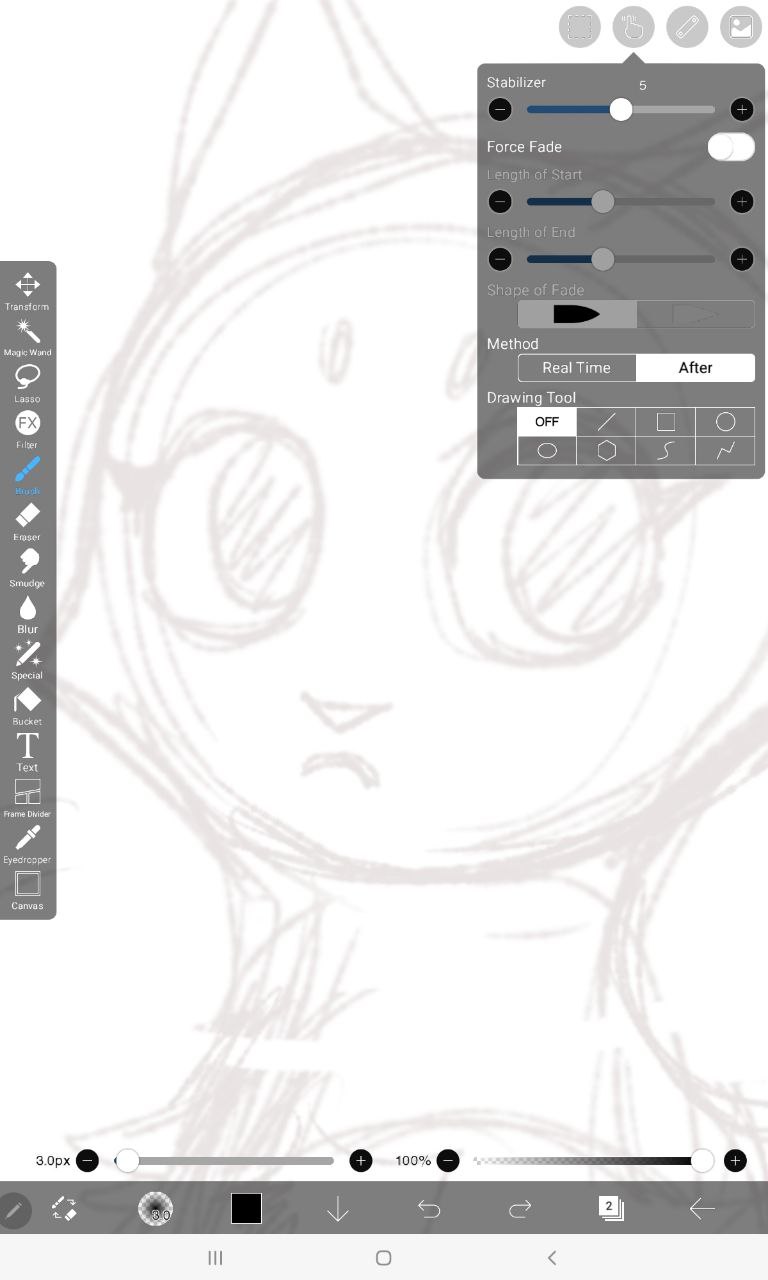 Stabilizer
5
Force Fade
Length of Start
Length of End
Shape of Fade
Method
Real Time After
Drawing Tool
OFF
Transform
Magic Wand
Lasso
FX
Filter
Brush
Eraser
Smudge
Blur
Special
Bucket
T
Text
Frame Divider
Eyedropper
Canvas
3.0px 100%
3.0
2